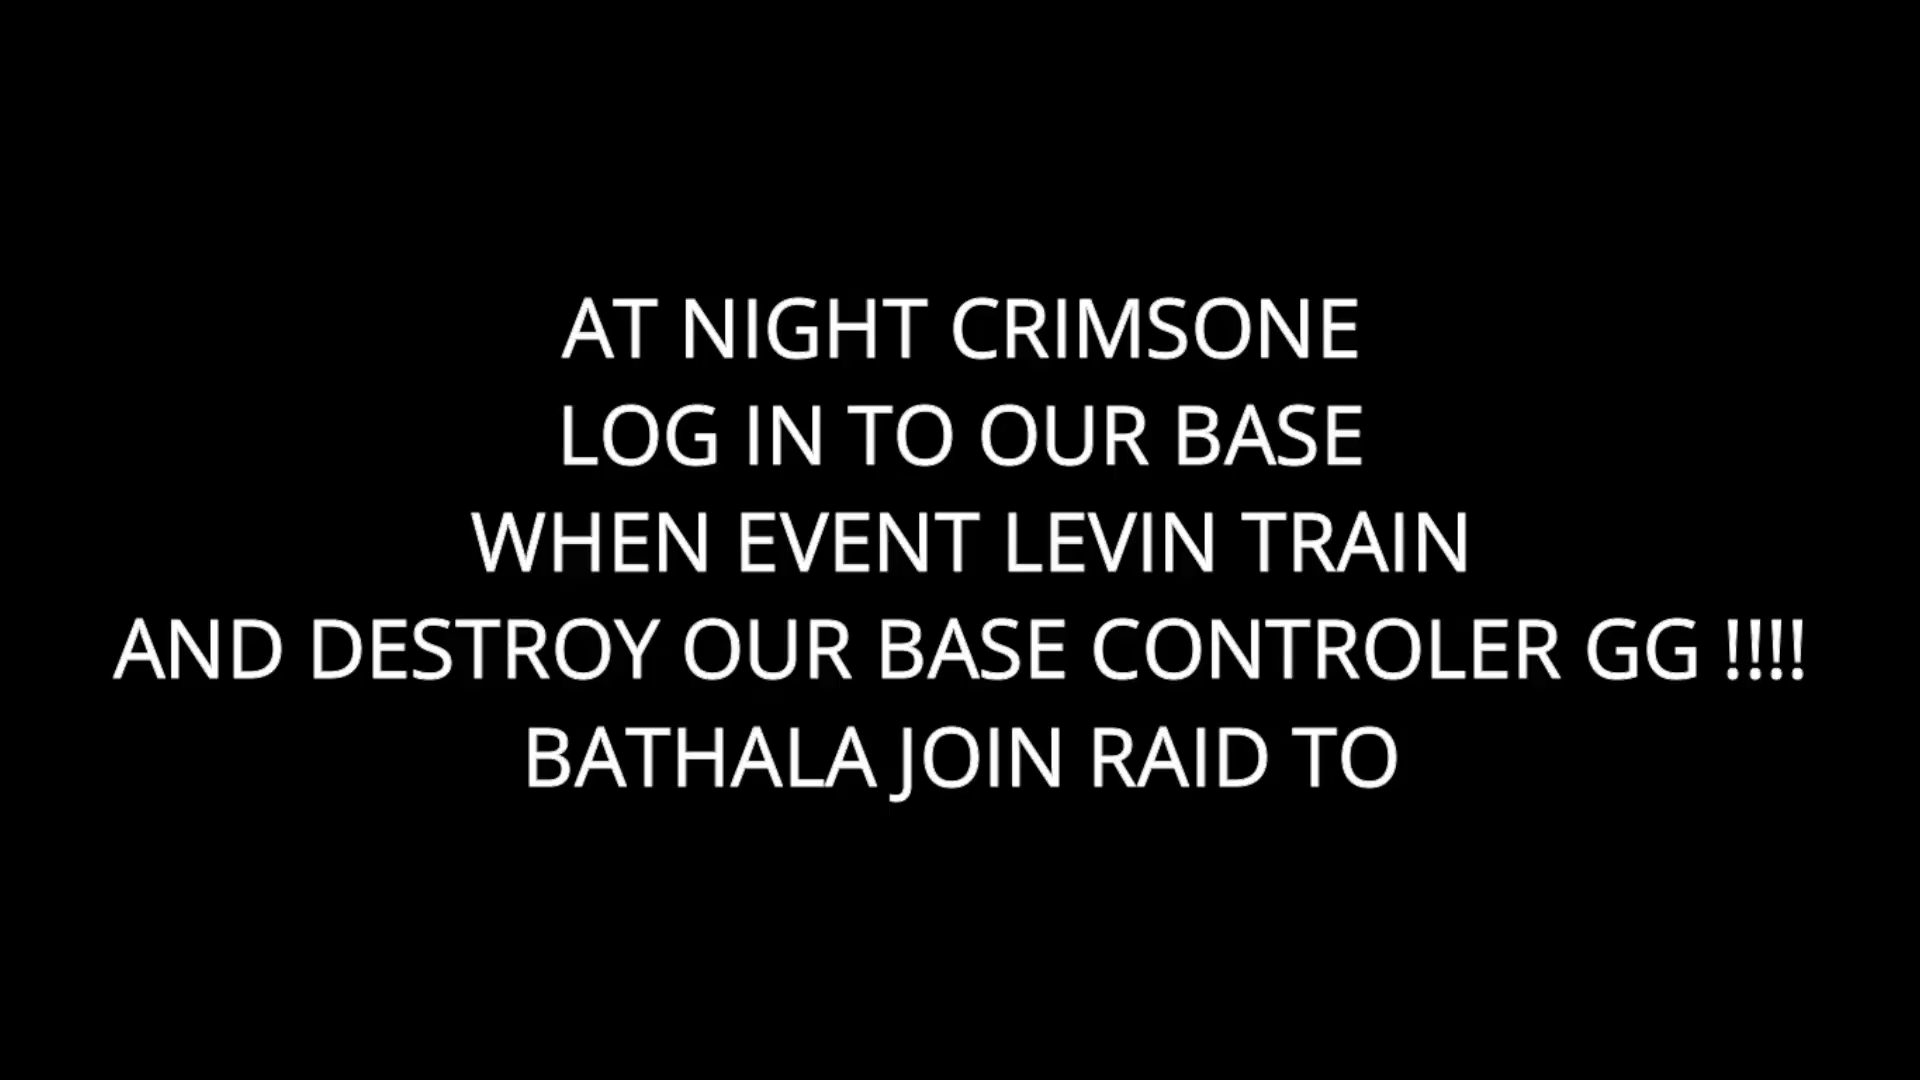 AT NIGHT CRIMSONE
LOG IN TO OUR BASE
WHEN EVENT LEVIN TRAIN
AND DESTROY OUR BASE CONTROLER GG !!!!
BATHALA JOIN RAID TO